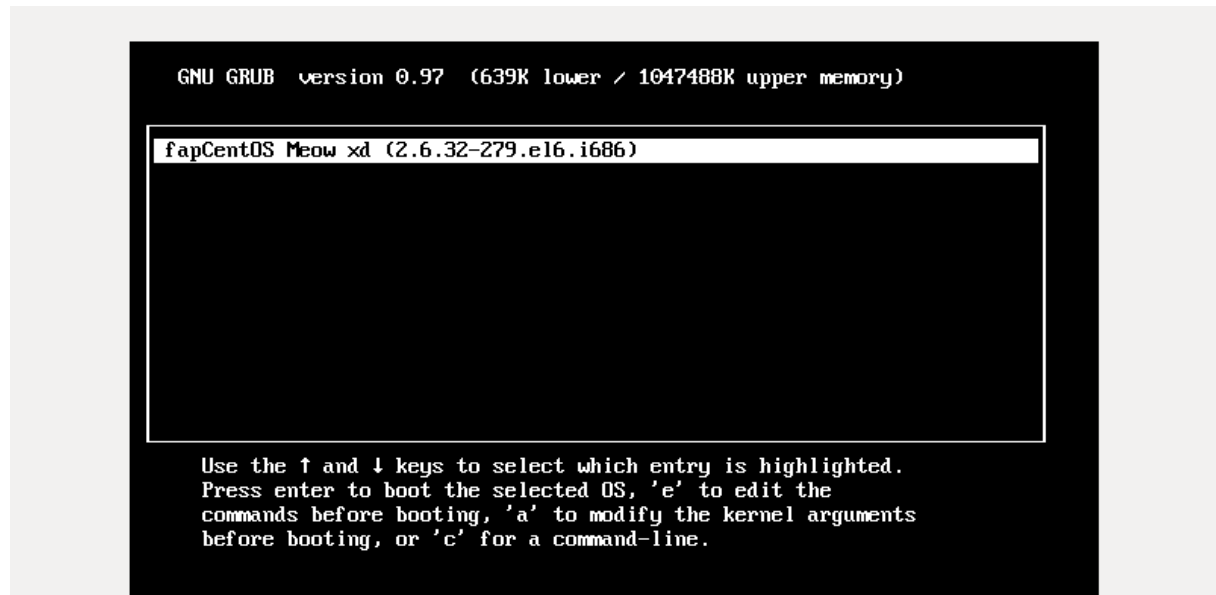 GNU GRUB  version 0.97  (639K lower / 1047488K upper memory)
fapCentOS Meow xd (2.6.32-279.el6.i686)
Use the ↑ and ↓ keys to select which entry is highlighted.
Press enter to boot the selected OS, 'e' to edit the
commands before booting, 'a' to modify the kernel arguments
before booting, or 'c' for a command-line.